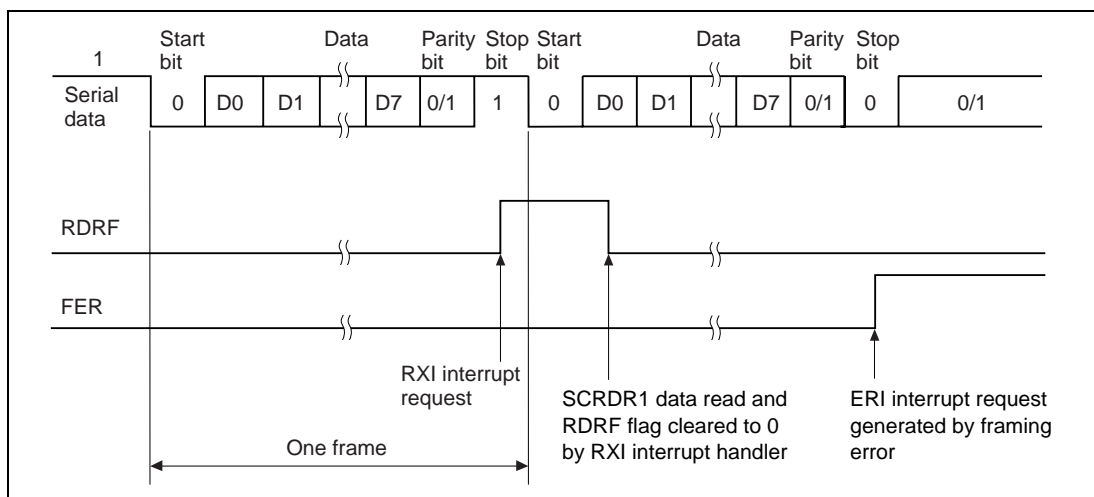 Start bit Data Parity bit Stop bit Start bit Data Parity bit Stop bit
1
Serial data
0 D0 D1 D7 0/1 1 0 D0 D1 D7 0/1 0 0/1
RDRF
FER
RXI interrupt
request
SCRDR1 data read and
RDRF flag cleared to 0
by RXI interrupt handler
ERI interrupt request
generated by framing
error
One frame